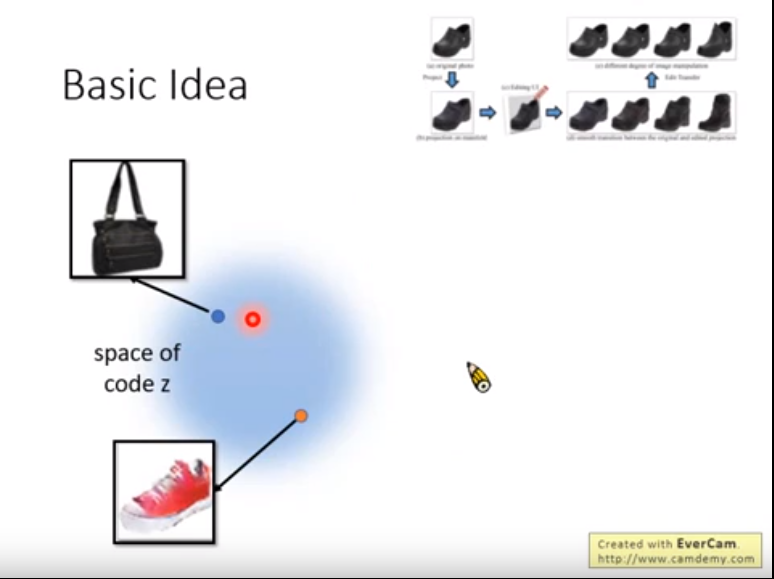 Basic Idea
(a) original photo
Project
(b) projection on manifold
(c) Editing UI
(d) smooth transition between the original and edited projection
(e) different degree of image manipulation
Edit Transfer
space of
code z
Created with EverCam.
http://www.camdemy.com